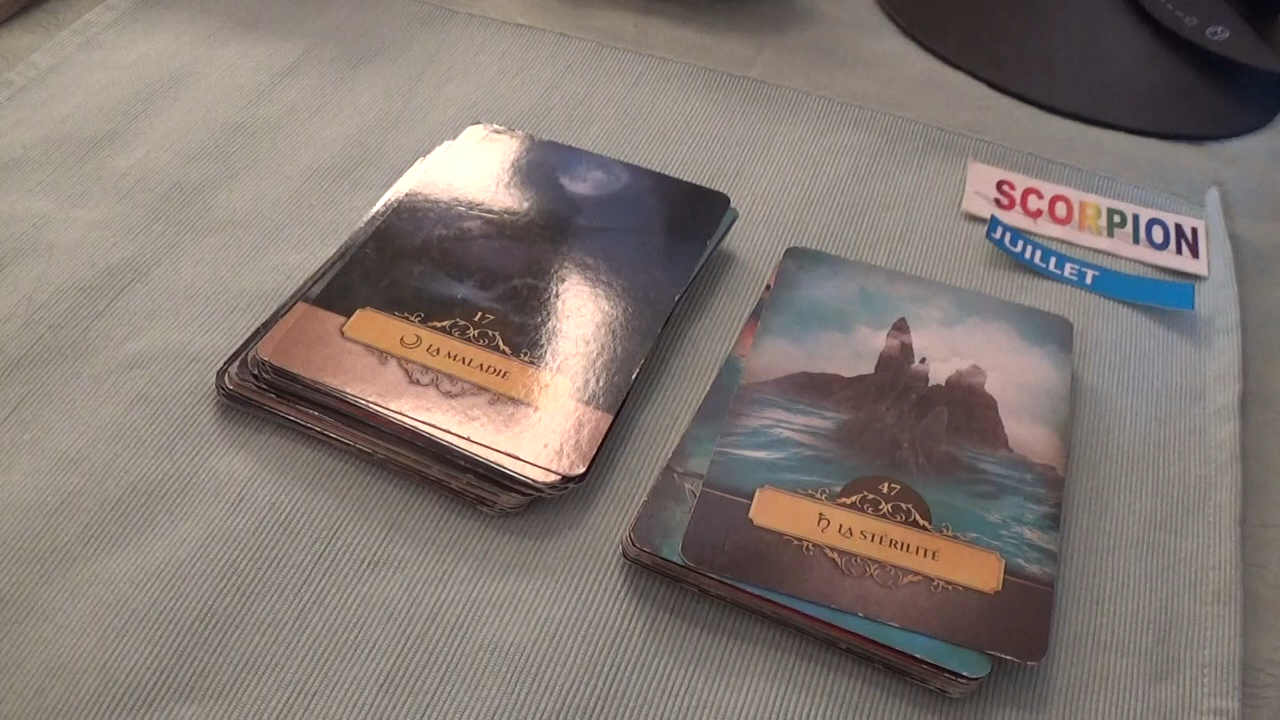 SCORPION
JUILLET
17
☾ LA MALADIE
47
♄ LA STÉRILITÉ